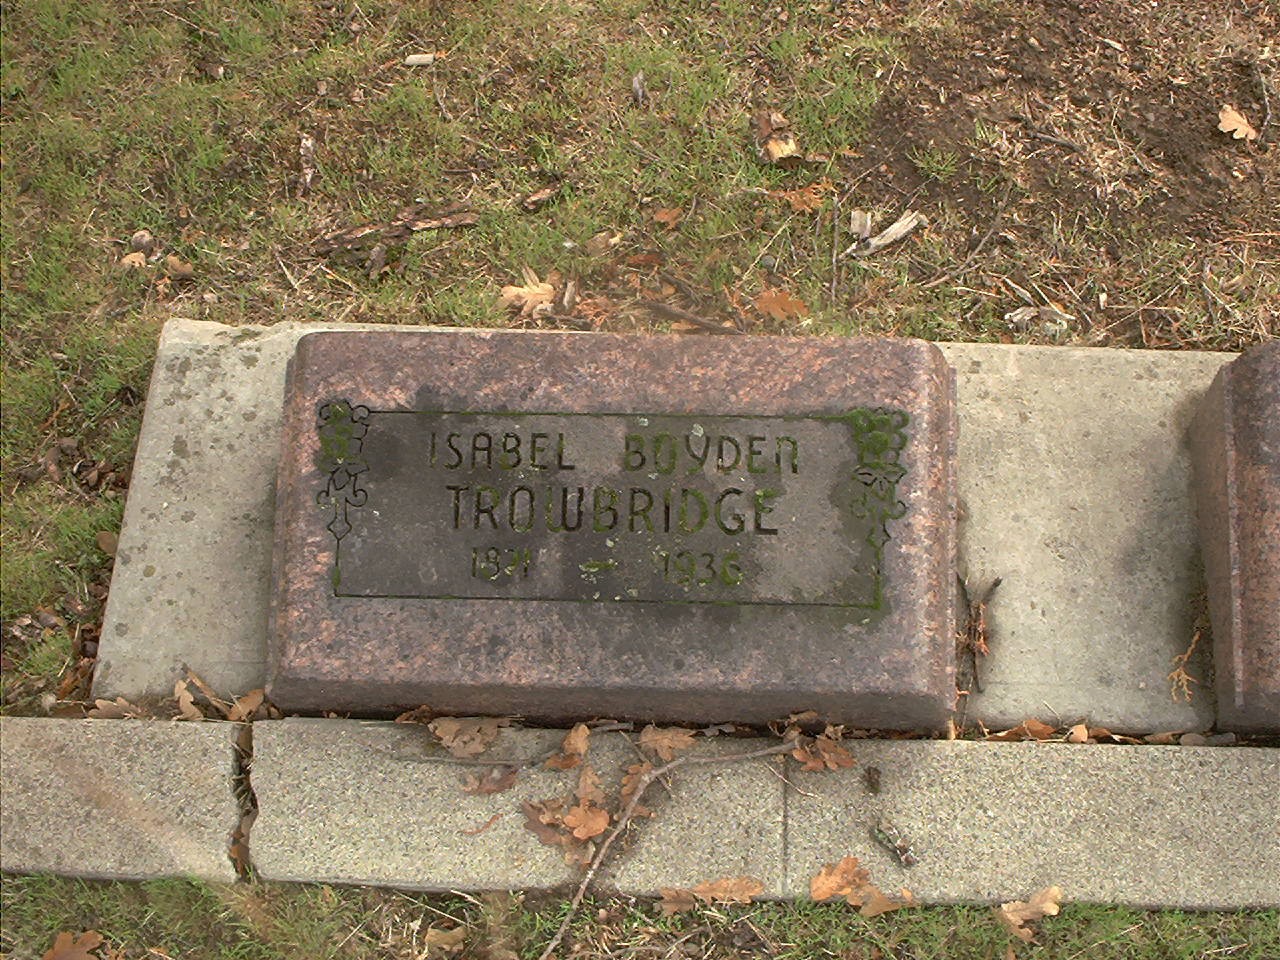 ISABEL BOYDEN
TROWBRIDGE
1871 – 1936